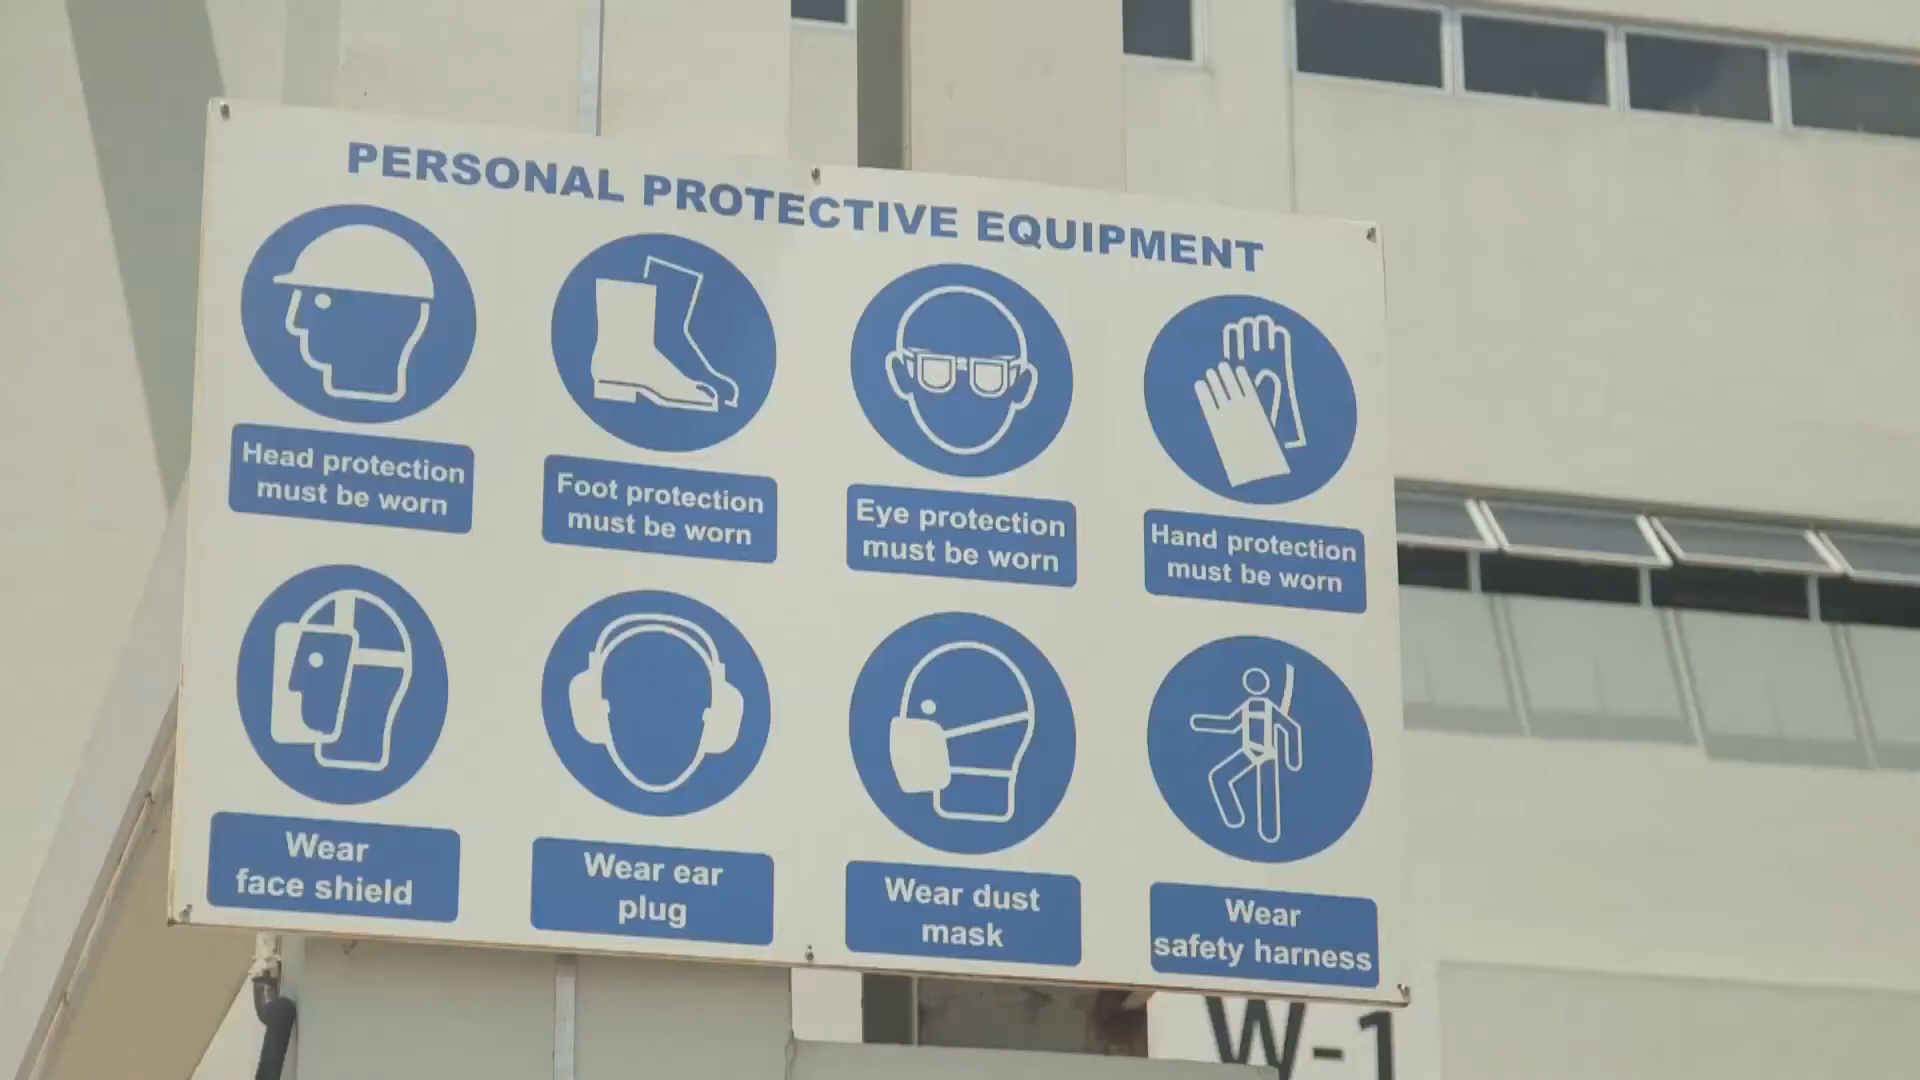 PERSONAL PROTECTIVE EQUIPMENT
Head protection
must be worn
Foot protection
must be worn
Eye protection
must be worn
Hand protection
must be worn
Wear
face shield
Wear ear
plug
Wear dust
mask
Wear
safety harness
W-1